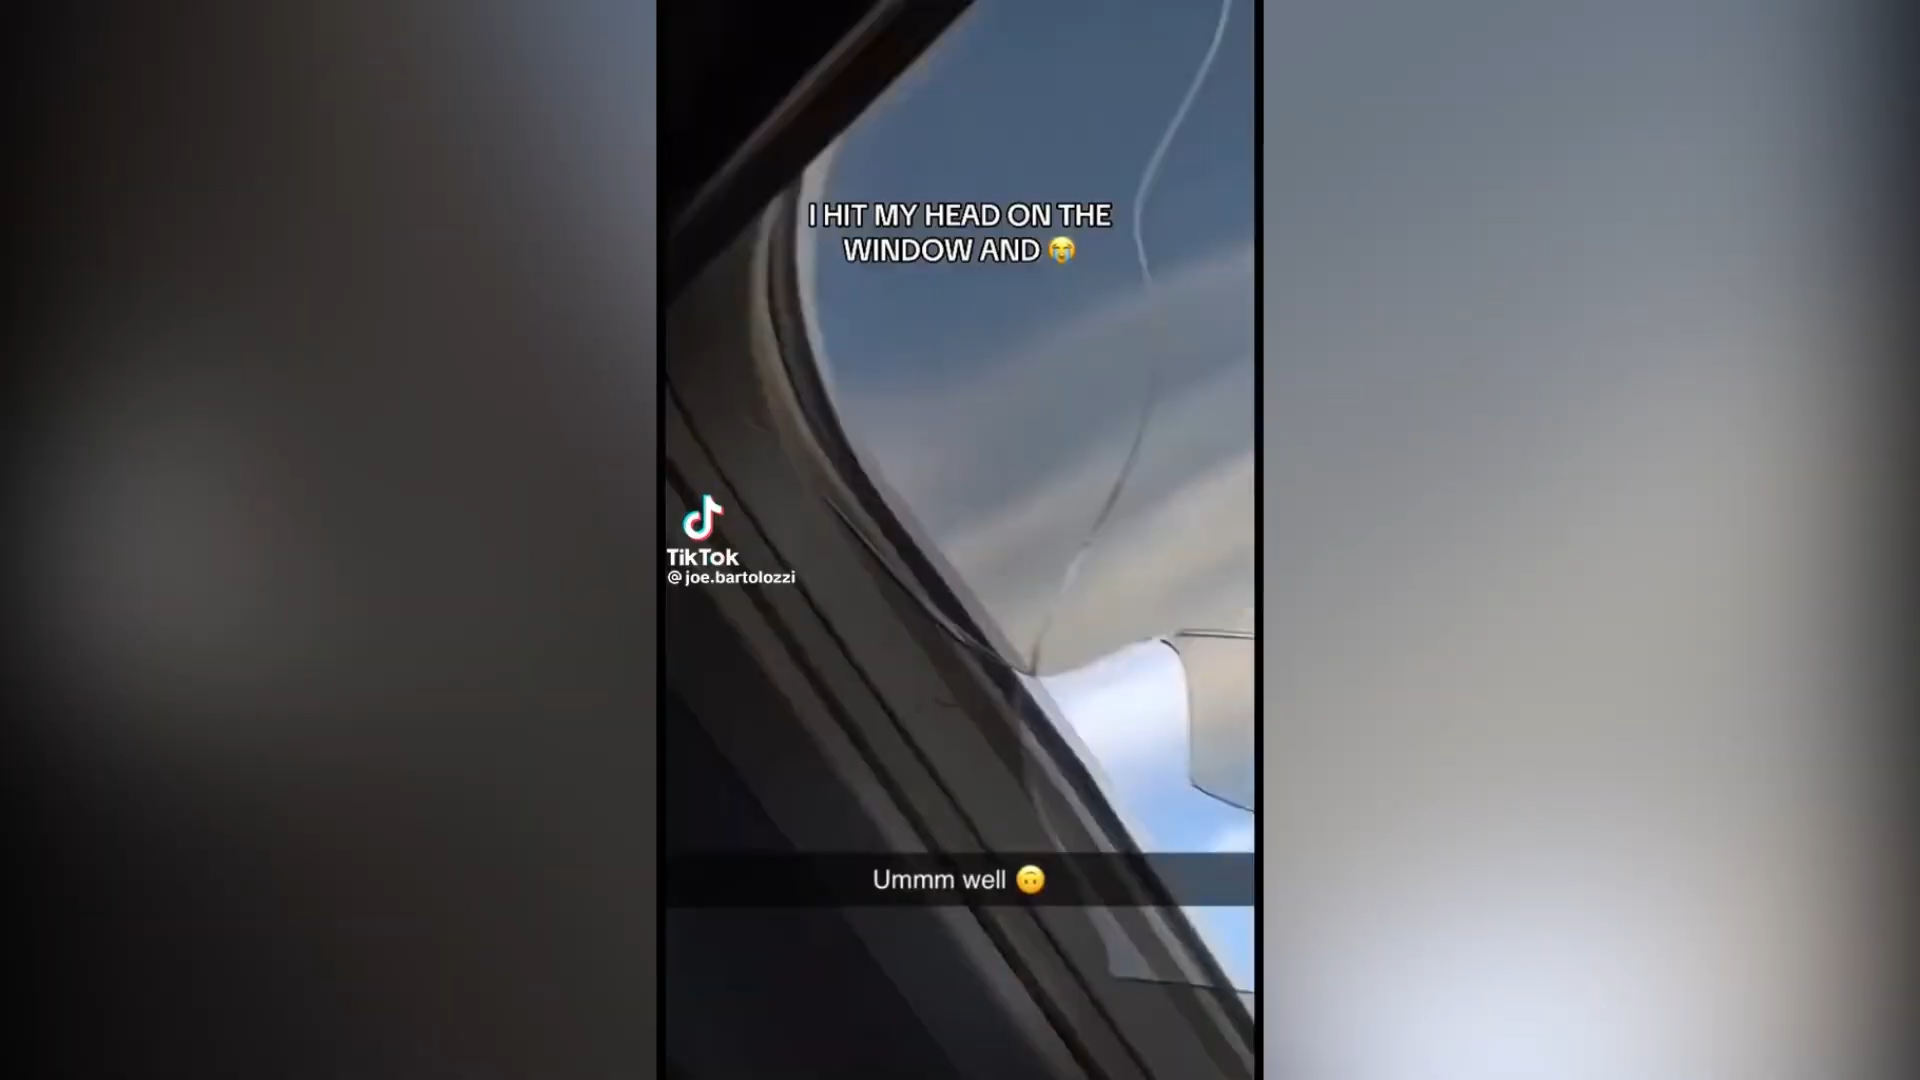 I HIT MY HEAD ON THE
WINDOW AND 😭
TikTok
@joe.bartolozzi
Ummm well 🙃